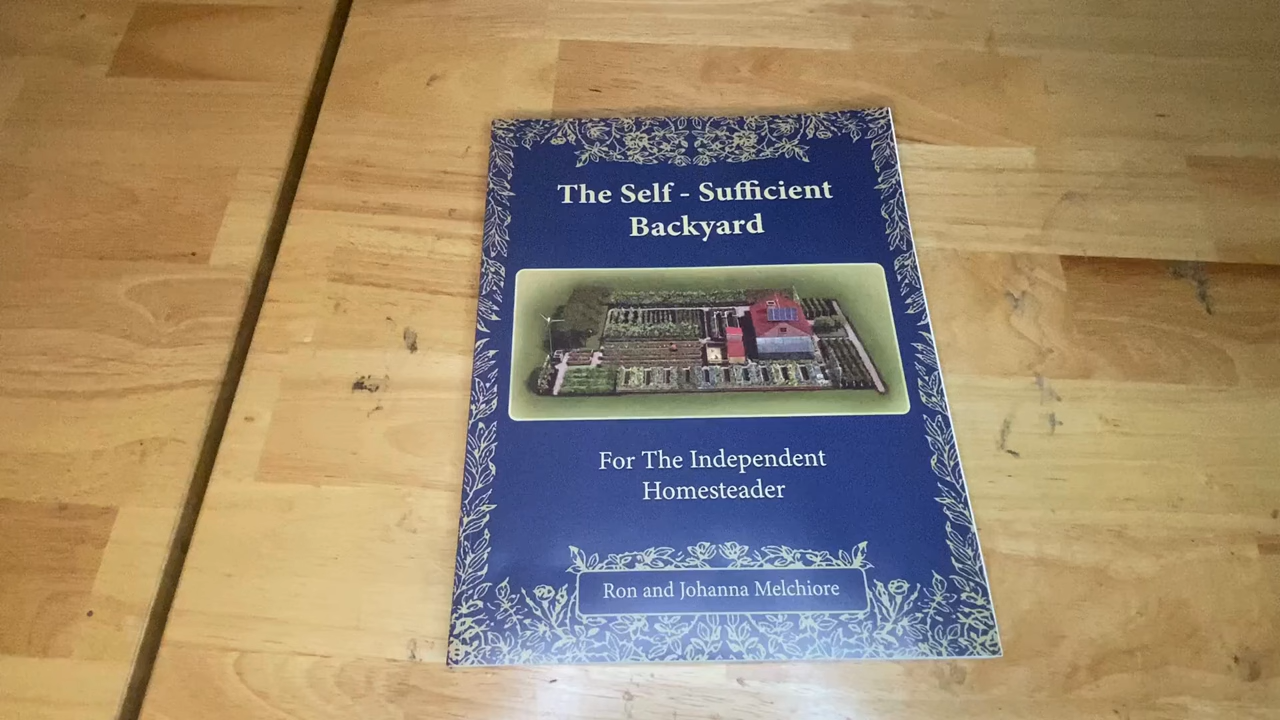 The Self - Sufficient
Backyard
For The Independent
Homesteader
Ron and Johanna Melchiore